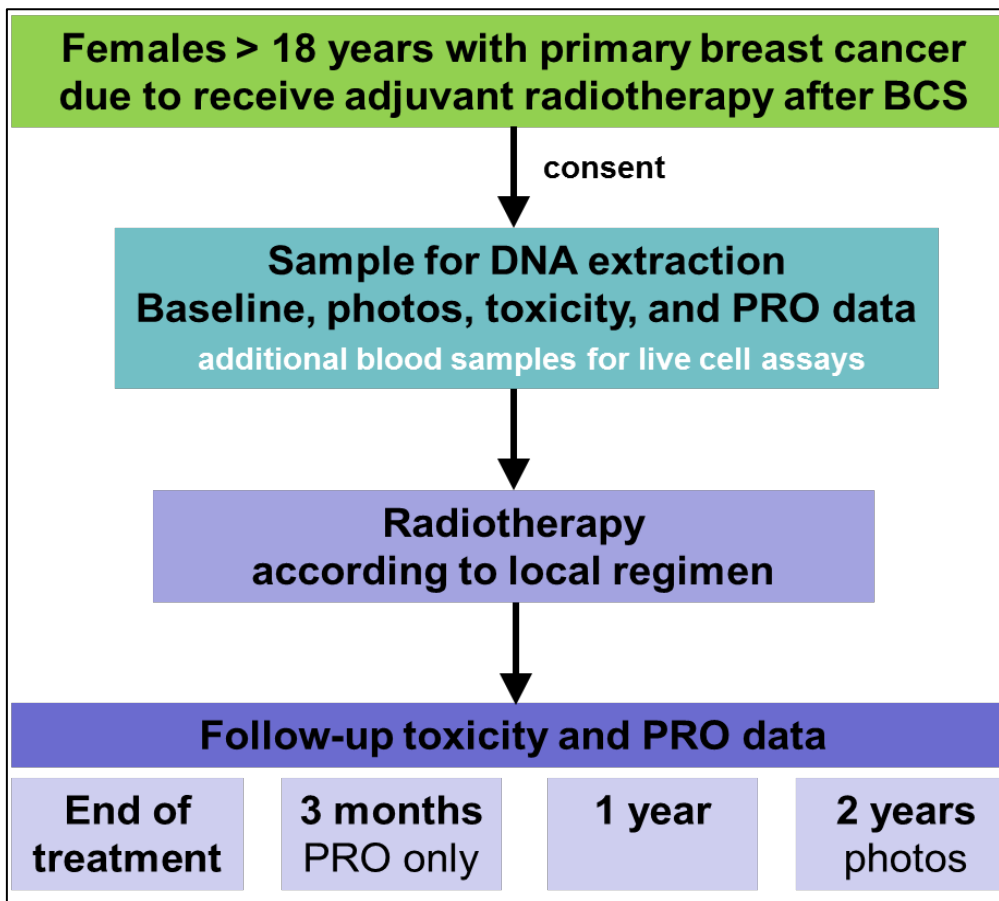 Females > 18 years with primary breast cancer
due to receive adjuvant radiotherapy after BCS
consent
Sample for DNA extraction
Baseline, photos, toxicity, and PRO data
additional blood samples for live cell assays
Radiotherapy
according to local regimen
Follow-up toxicity and PRO data
End of
treatment
3 months
PRO only
1 year
2 years
photos